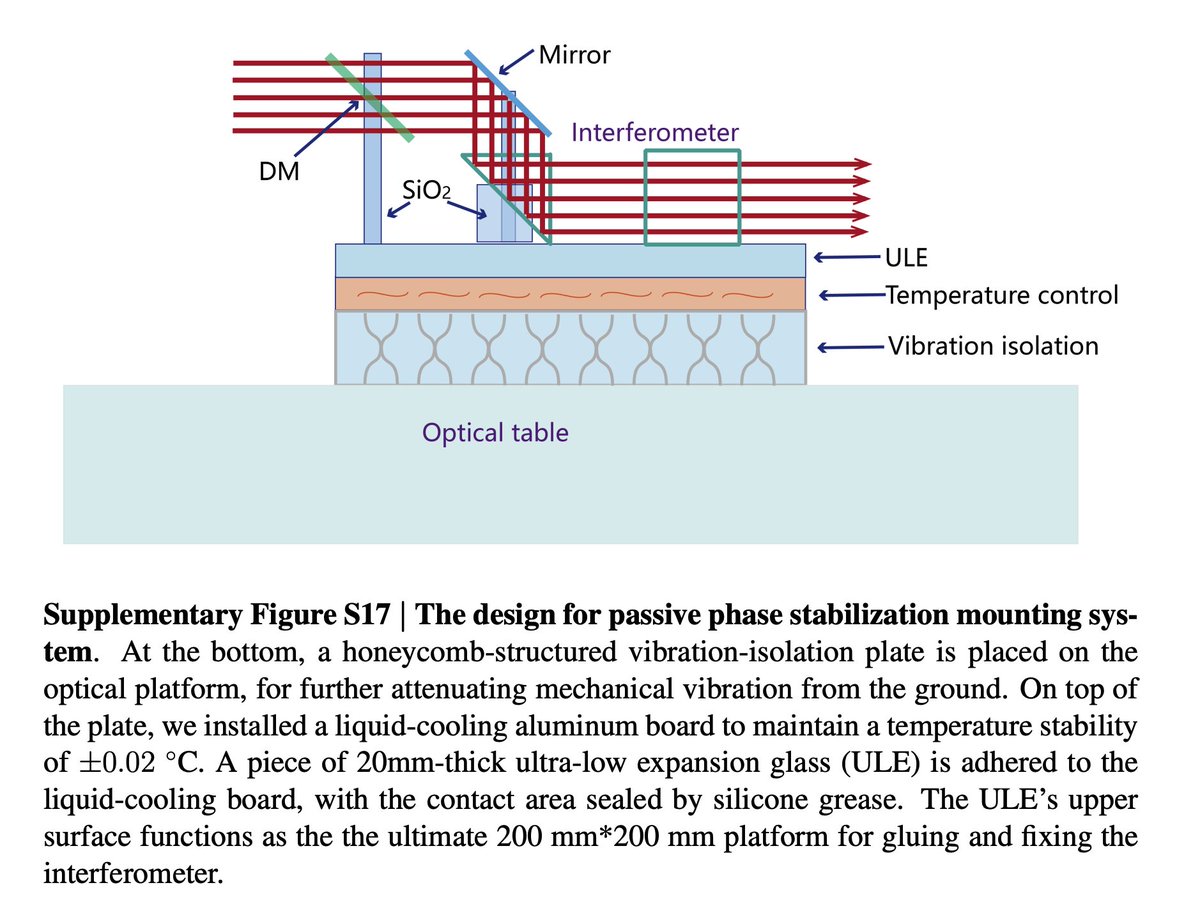 Mirror
Interferometer
DM
SiO₂
ULE
Temperature control
Vibration isolation
Optical table
Supplementary Figure S17 | The design for passive phase stabilization mounting sys-
tem. At the bottom, a honeycomb-structured vibration-isolation plate is placed on the
optical platform, for further attenuating mechanical vibration from the ground. On top of
the plate, we installed a liquid-cooling aluminum board to maintain a temperature stability
of ±0.02 °C. A piece of 20mm-thick ultra-low expansion glass (ULE) is adhered to the
liquid-cooling board, with the contact area sealed by silicone grease. The ULE's upper
surface functions as the the ultimate 200 mm*200 mm platform for gluing and fixing the
interferometer.